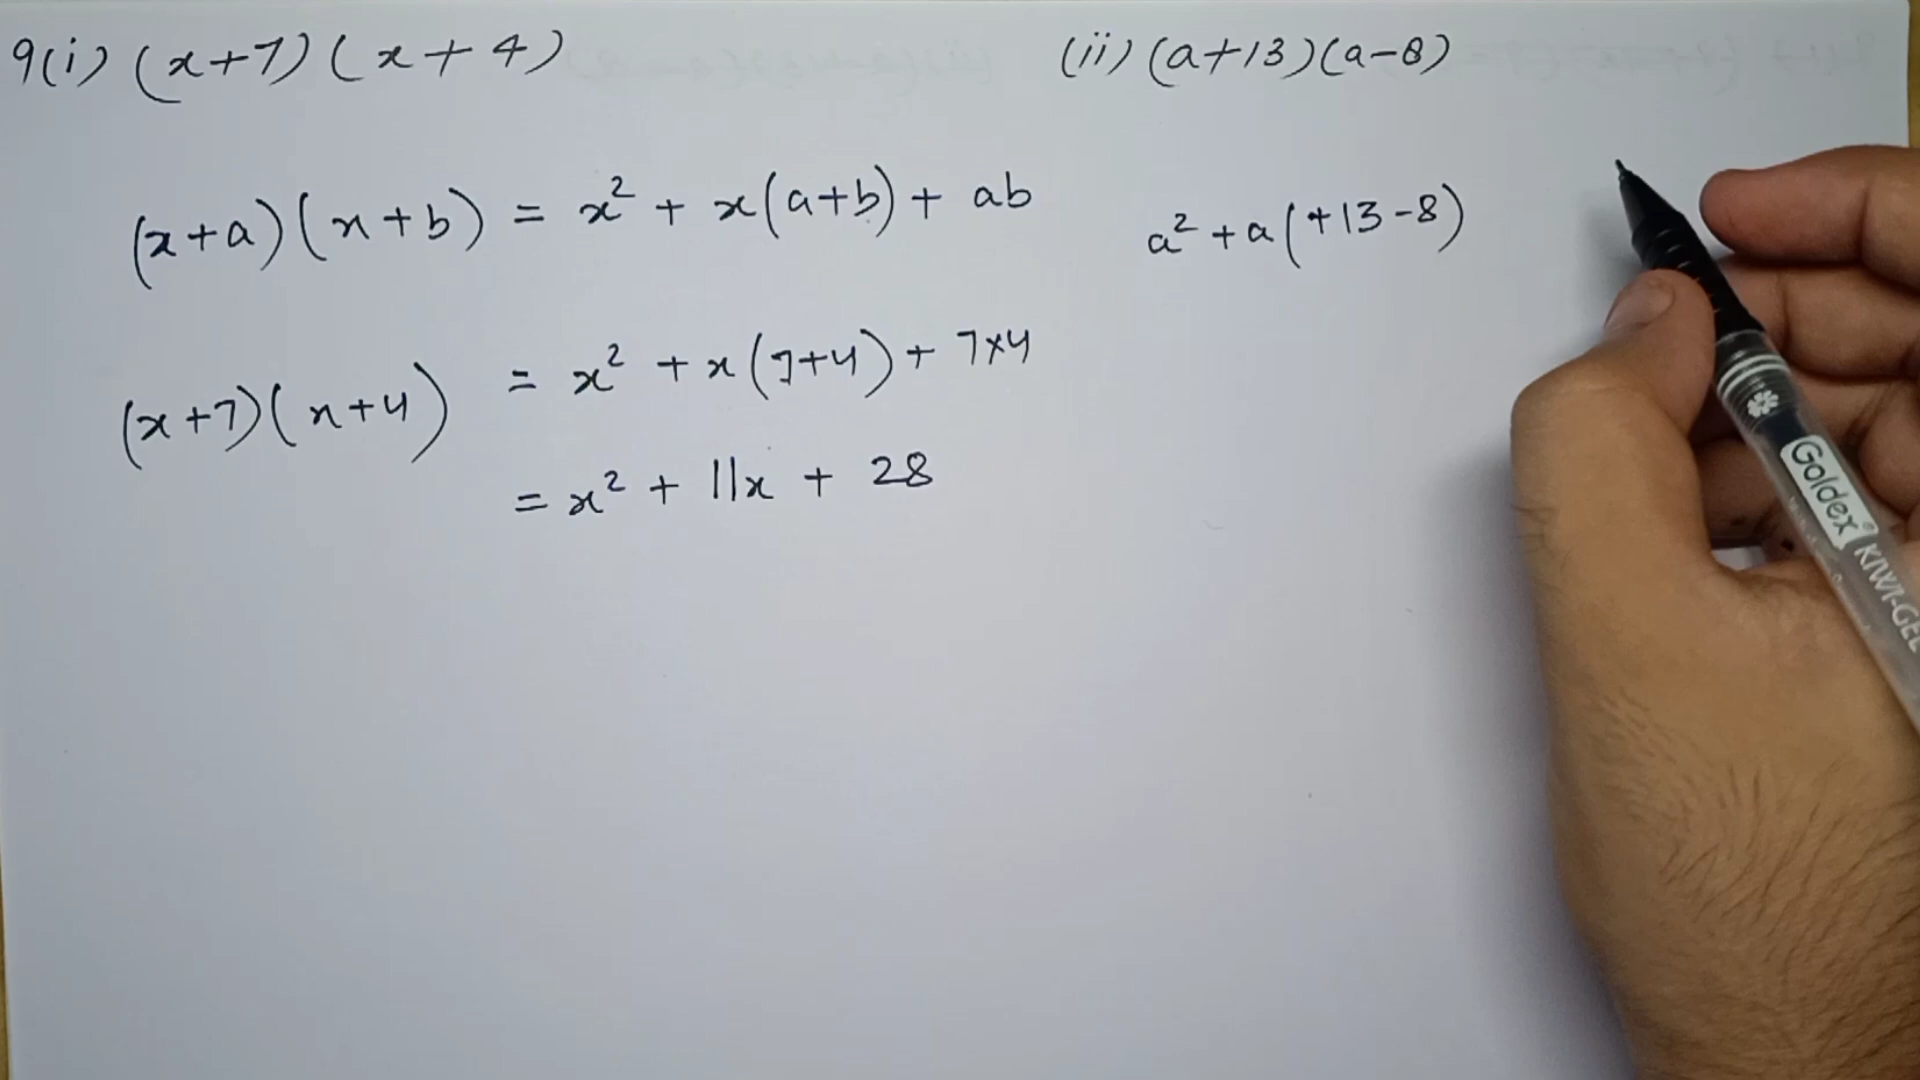 9(i) (x+7)(x+4)
(x+a)(x+b) = x² + x(a+b) + ab
(x+7)(x+4) = x² + x(7+4) + 7×4
= x² + 11x + 28
(ii) (a+13)(a-8)
a² + a(+13-8)
Goldex® KIWI-GEL